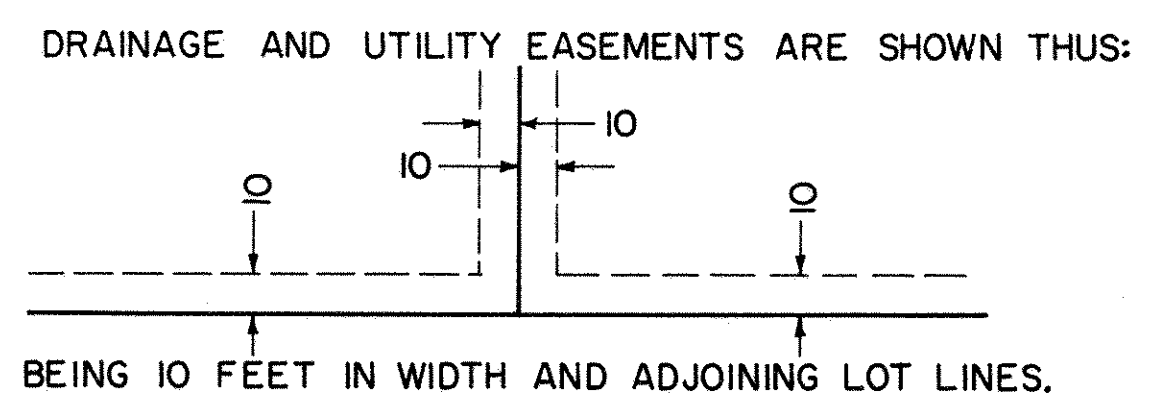 DRAINAGE AND UTILITY EASEMENTS ARE SHOWN THUS:
10
10
10
10
BEING 10 FEET IN WIDTH AND ADJOINING LOT LINES.